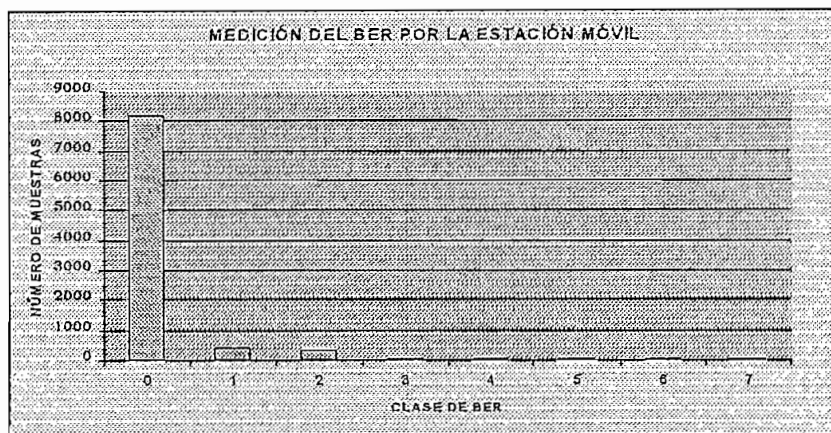 MEDICIÓN DEL BER POR LA ESTACIÓN MÓVIL
NÚMERO DE MUESTRAS
9000
8000
7000
6000
5000
4000
3000
2000
1000
0
0 1 2 3 4 5 6 7
CLASE DE BER